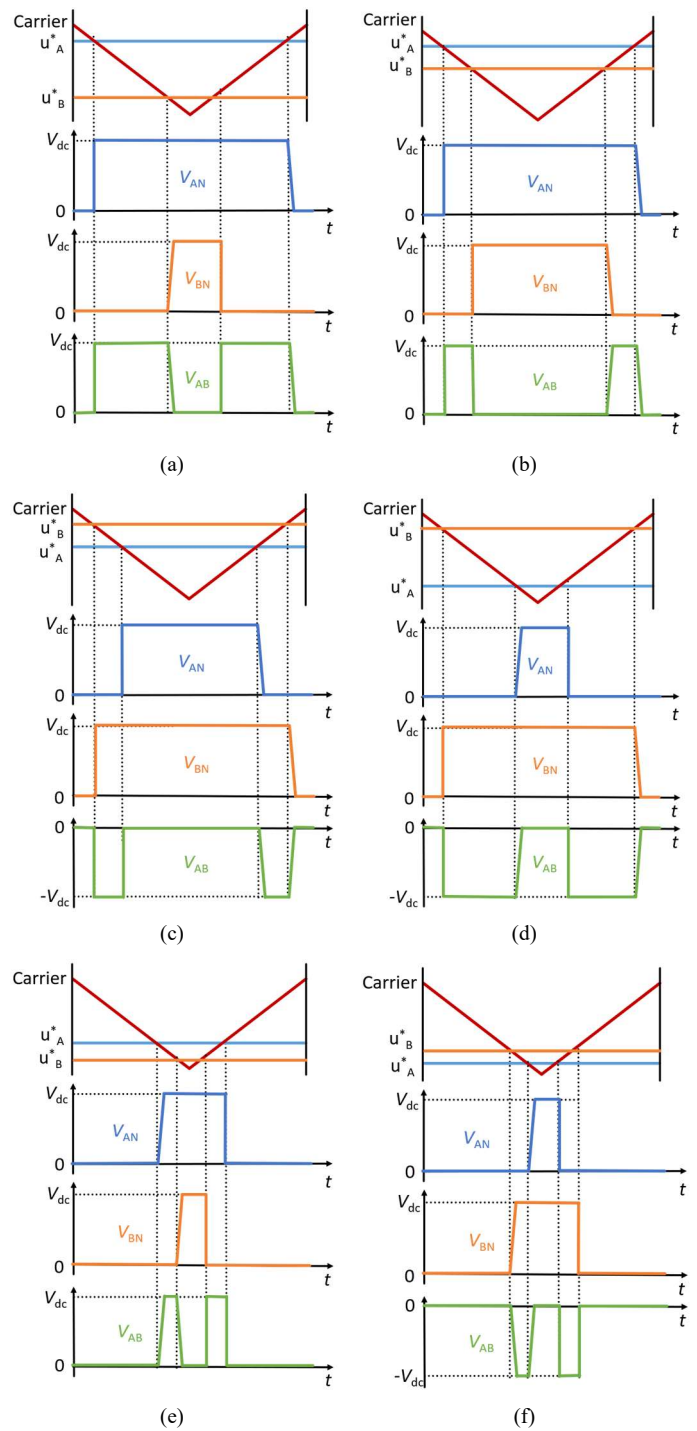 Carrier
u*A
u*B
Vdc
VAN
0
t
Vdc
VBN
0
t
Vdc
VAB
0
t
(a)
Carrier
u*A
u*B
Vdc
VAN
0
t
Vdc
VBN
0
t
Vdc
VAB
0
t
(b)
Carrier
u*B
u*A
Vdc
VAN
0
t
Vdc
VBN
0
t
0
VAB
-Vdc
t
(c)
Carrier
u*B
u*A
Vdc
VAN
0
t
Vdc
VBN
0
t
0
VAB
-Vdc
t
(d)
Carrier
u*A
u*B
Vdc
VAN
0
t
Vdc
VBN
0
t
Vdc
VAB
0
t
(e)
Carrier
u*B
u*A
Vdc
VAN
0
t
Vdc
VBN
0
t
0
VAB
-Vdc
t
(f)